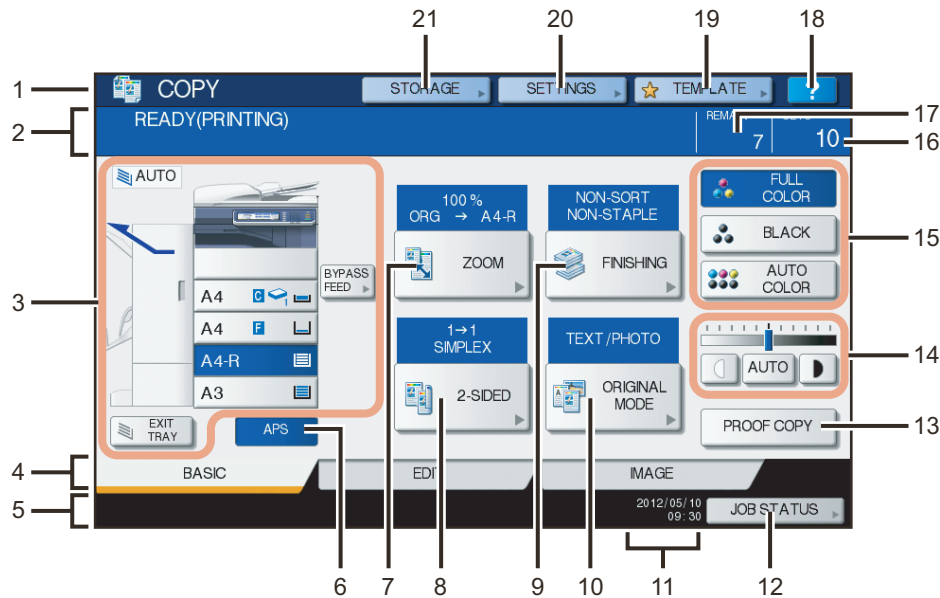 21
20
19
18
1
COPY
STORAGE
SETTINGS
TEMPLATE
?
2
READY(PRINTING)
7
10
17
16
3
AUTO
100 %
ORG → A4-R
ZOOM
NON-SORT
NON-STAPLE
FINISHING
FULL
COLOR
BLACK
AUTO
COLOR
15
BYPASS
FEED
A4
C
1
A4
F
A4-R
A3
1→1
SIMPLEX
2-SIDED
TEXT/PHOTO
ORIGINAL
MODE
AUTO
14
EXIT
TRAY
APS
PROOF COPY
13
4
BASIC
EDIT
IMAGE
5
2012/05/10
09:30
JOB STATUS
6
7
8
9
10
11
12